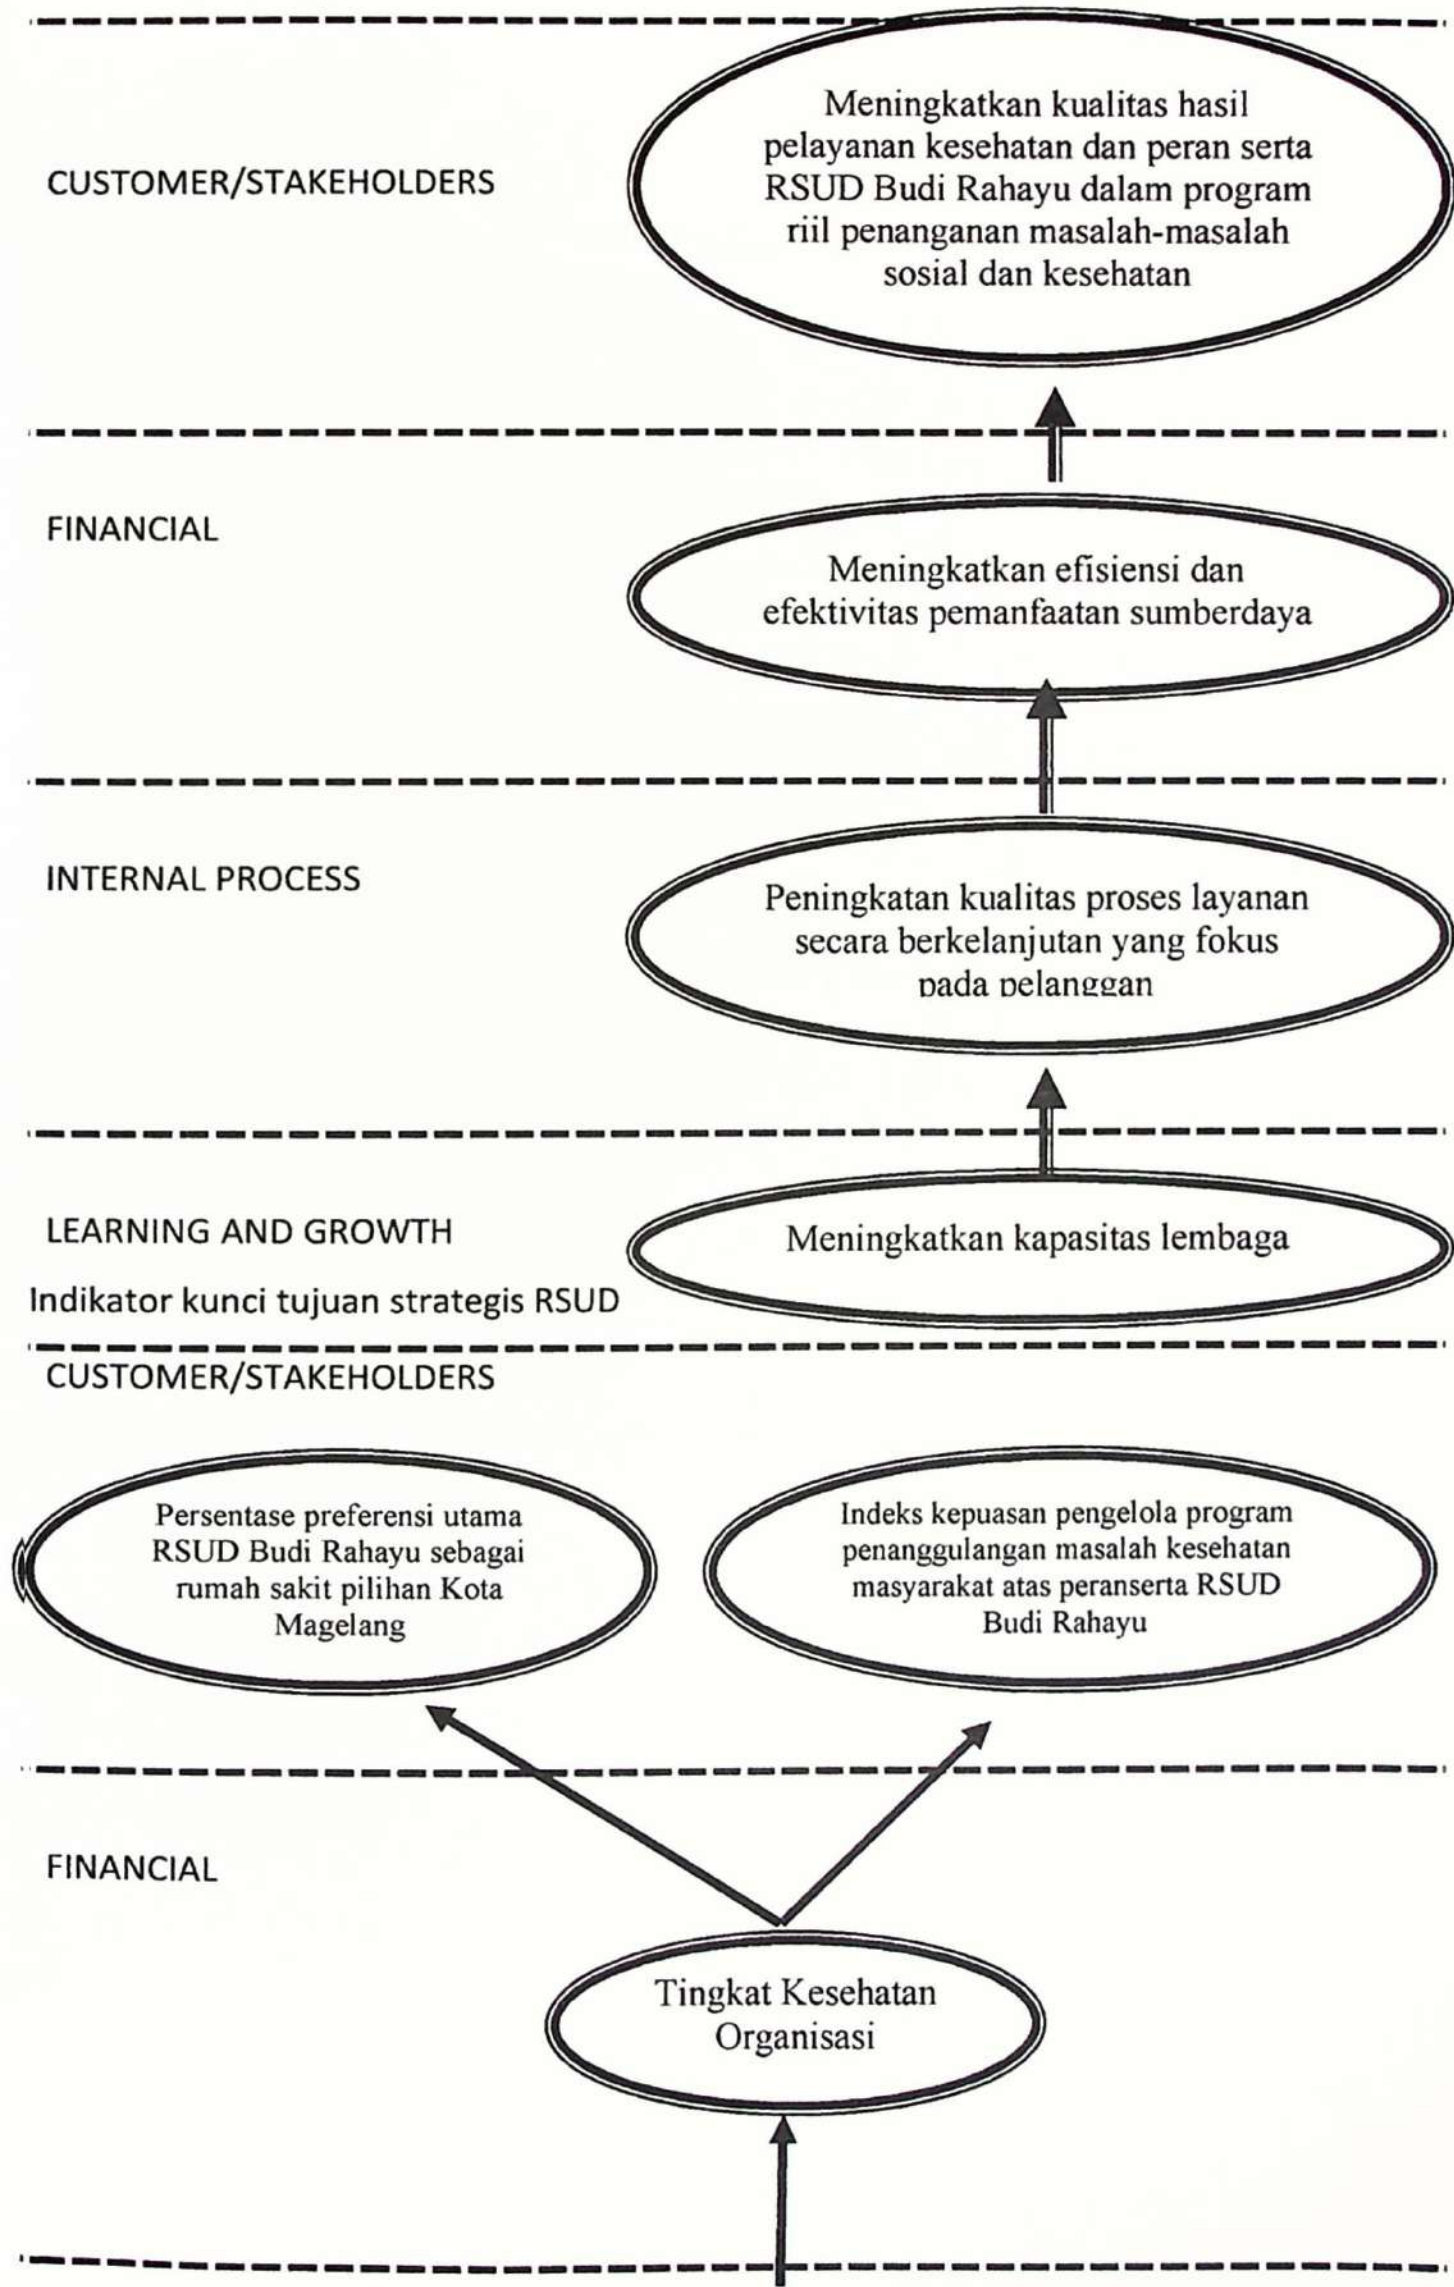 CUSTOMER/STAKEHOLDERS
Meningkatkan kualitas hasil
pelayanan kesehatan dan peran serta
RSUD Budi Rahayu dalam program
riil penanganan masalah-masalah
sosial dan kesehatan
FINANCIAL
Meningkatkan efisiensi dan
efektivitas pemanfaatan sumberdaya
INTERNAL PROCESS
Peningkatan kualitas proses layanan
secara berkelanjutan yang fokus
pada pelanggan
LEARNING AND GROWTH
Meningkatkan kapasitas lembaga
Indikator kunci tujuan strategis RSUD
CUSTOMER/STAKEHOLDERS
Persentase preferensi utama
RSUD Budi Rahayu sebagai
rumah sakit pilihan Kota
Magelang
Indeks kepuasan pengelola program
penanggulangan masalah kesehatan
masyarakat atas peranserta RSUD
Budi Rahayu
FINANCIAL
Tingkat Kesehatan
Organisasi